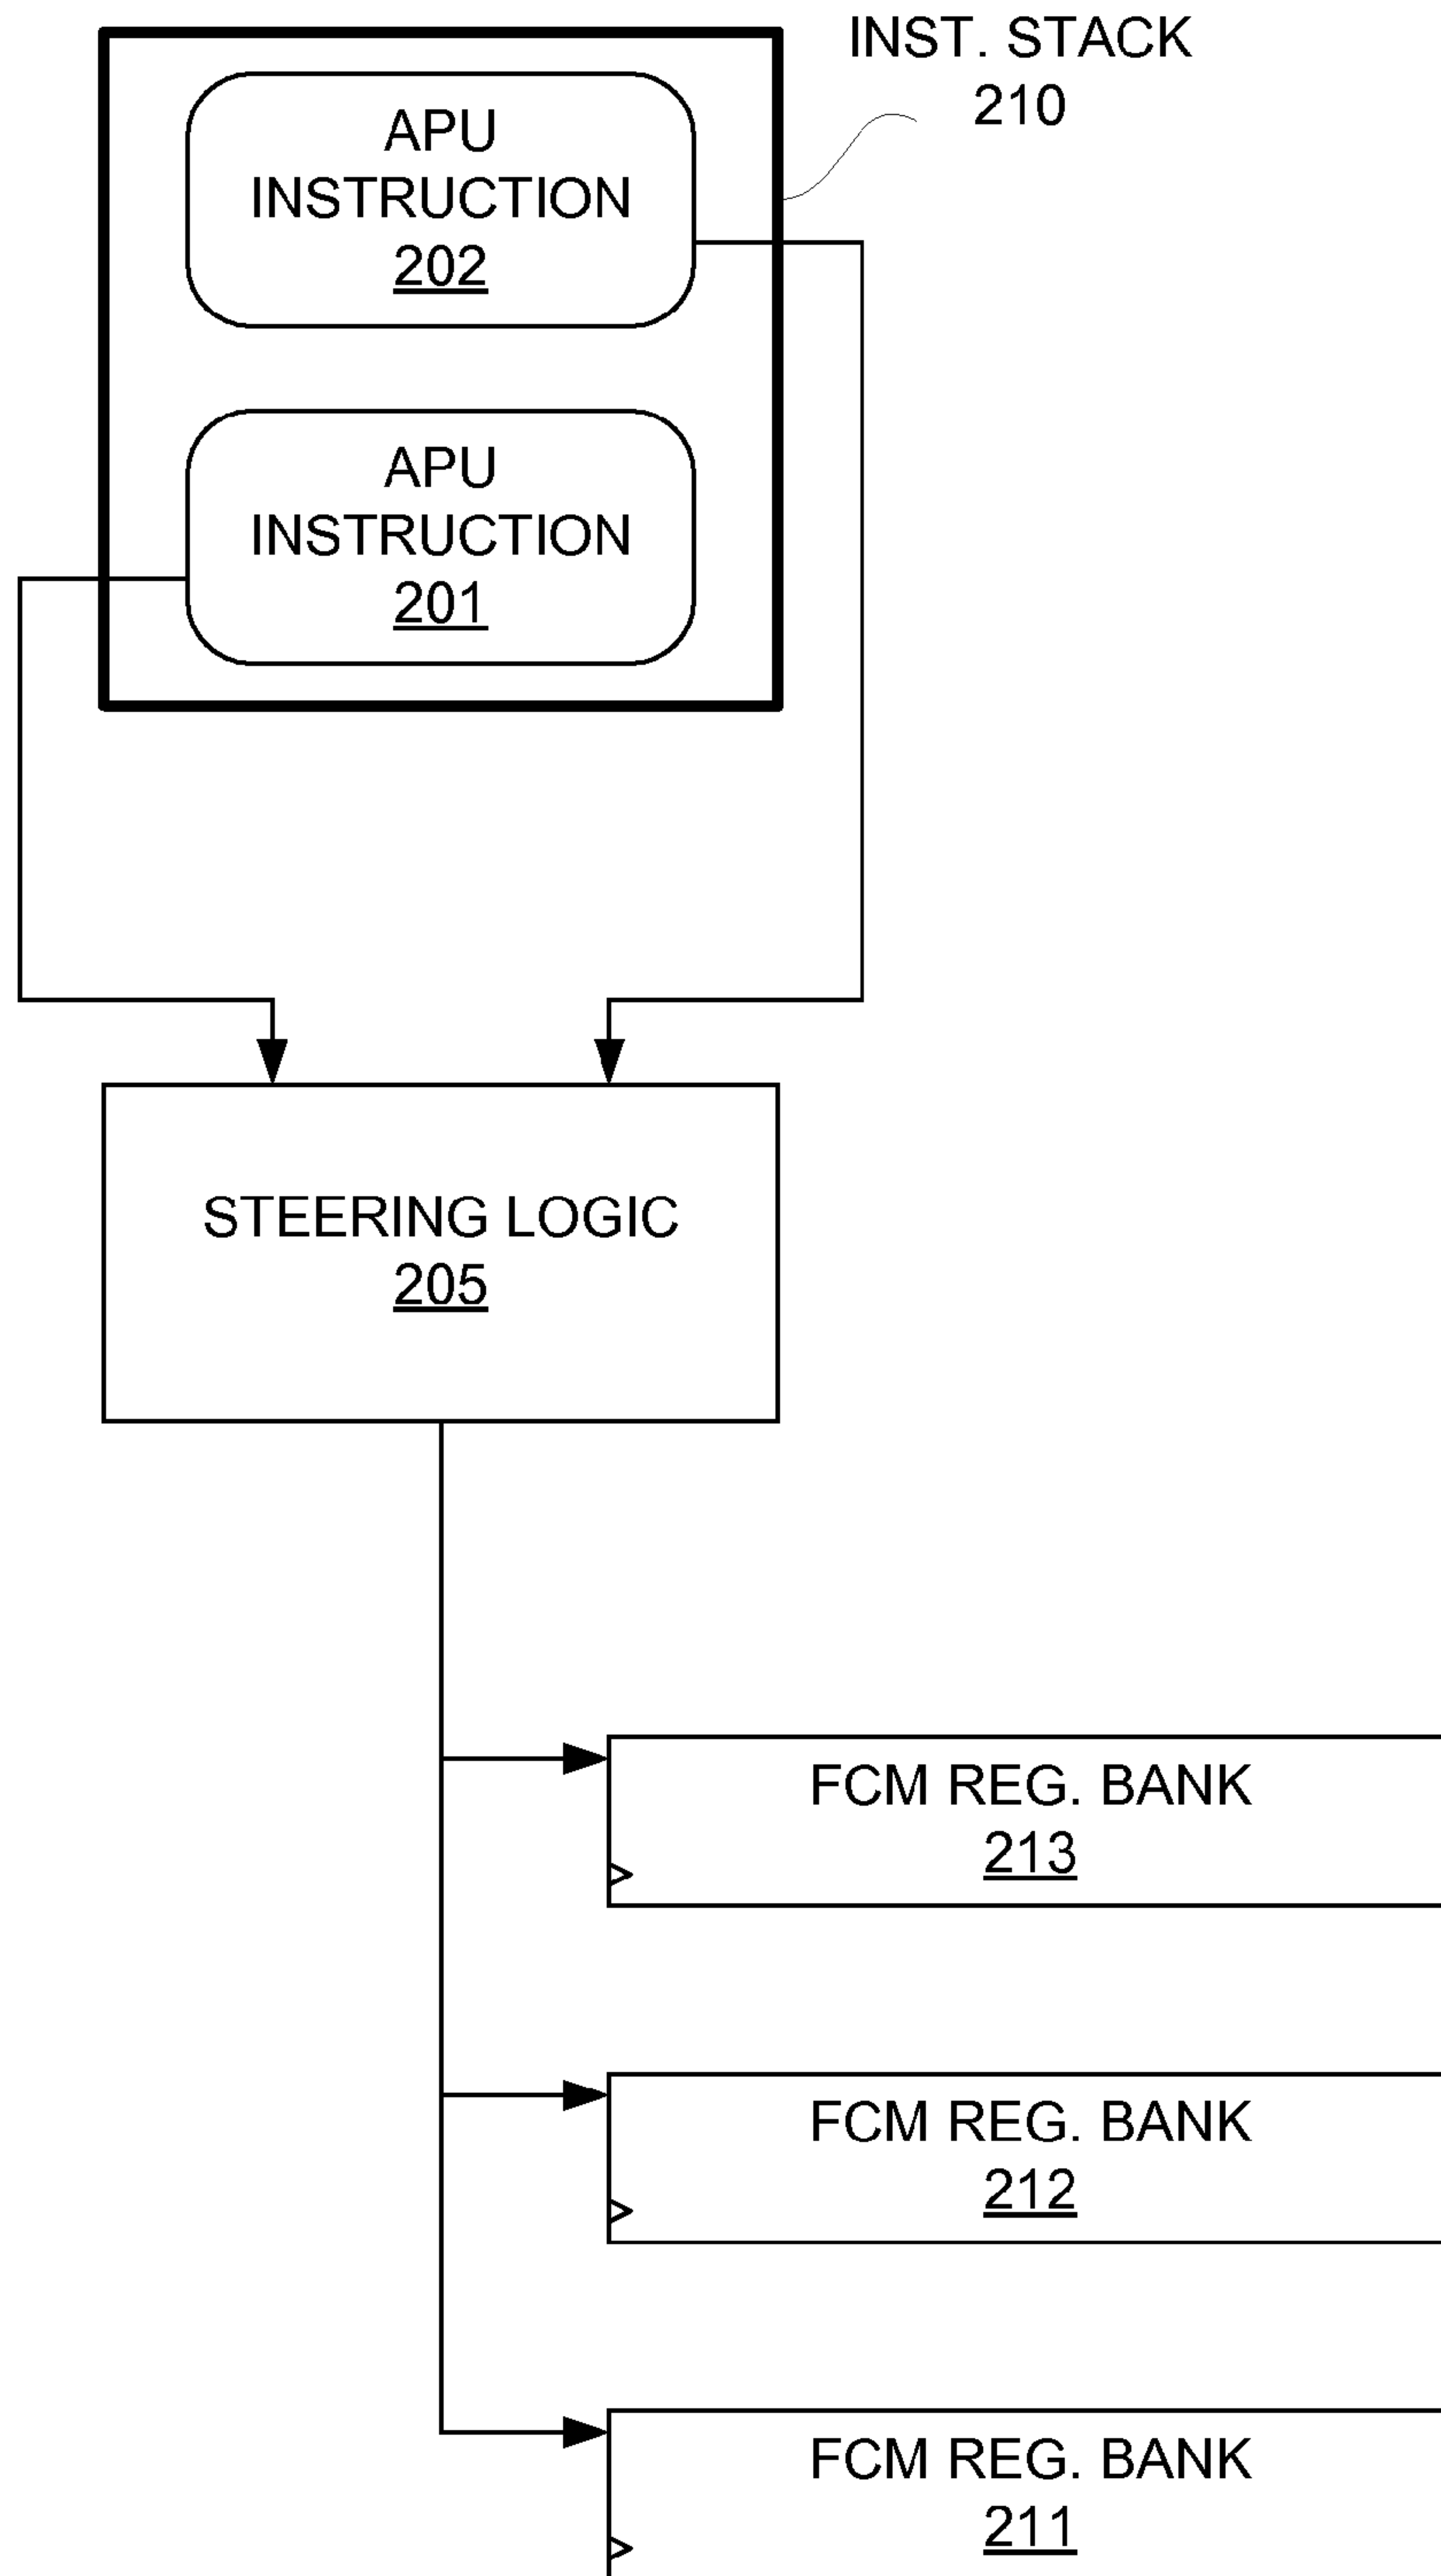 INST. STACK
210
APU
INSTRUCTION
202
APU
INSTRUCTION
201
STEERING LOGIC
205
FCM REG. BANK
213
FCM REG. BANK
212
FCM REG. BANK
211